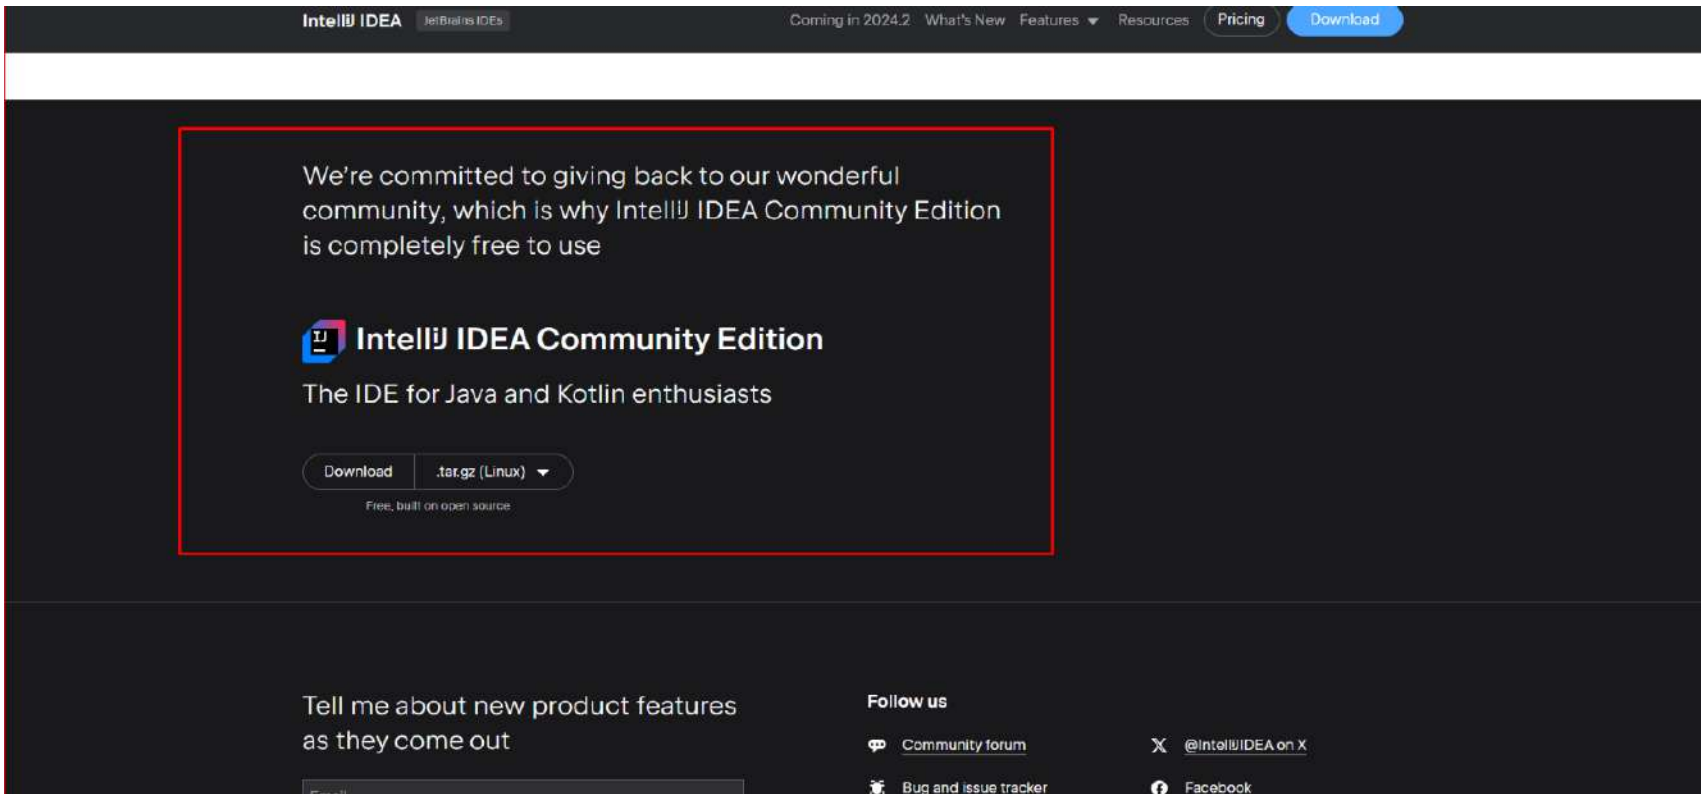 IntelliJ IDEA JetBrains IDEs Coming in 2024.2 What's New Features Resources Pricing Download
We're committed to giving back to our wonderful
community, which is why IntelliJ IDEA Community Edition
is completely free to use
IJ
IntelliJ IDEA Community Edition
The IDE for Java and Kotlin enthusiasts
Download .tar.gz (Linux)
Free, built on open source
Tell me about new product features
as they come out
Email
Follow us
Community forum
@IntelliJIDEA on X
Bug and issue tracker
Facebook